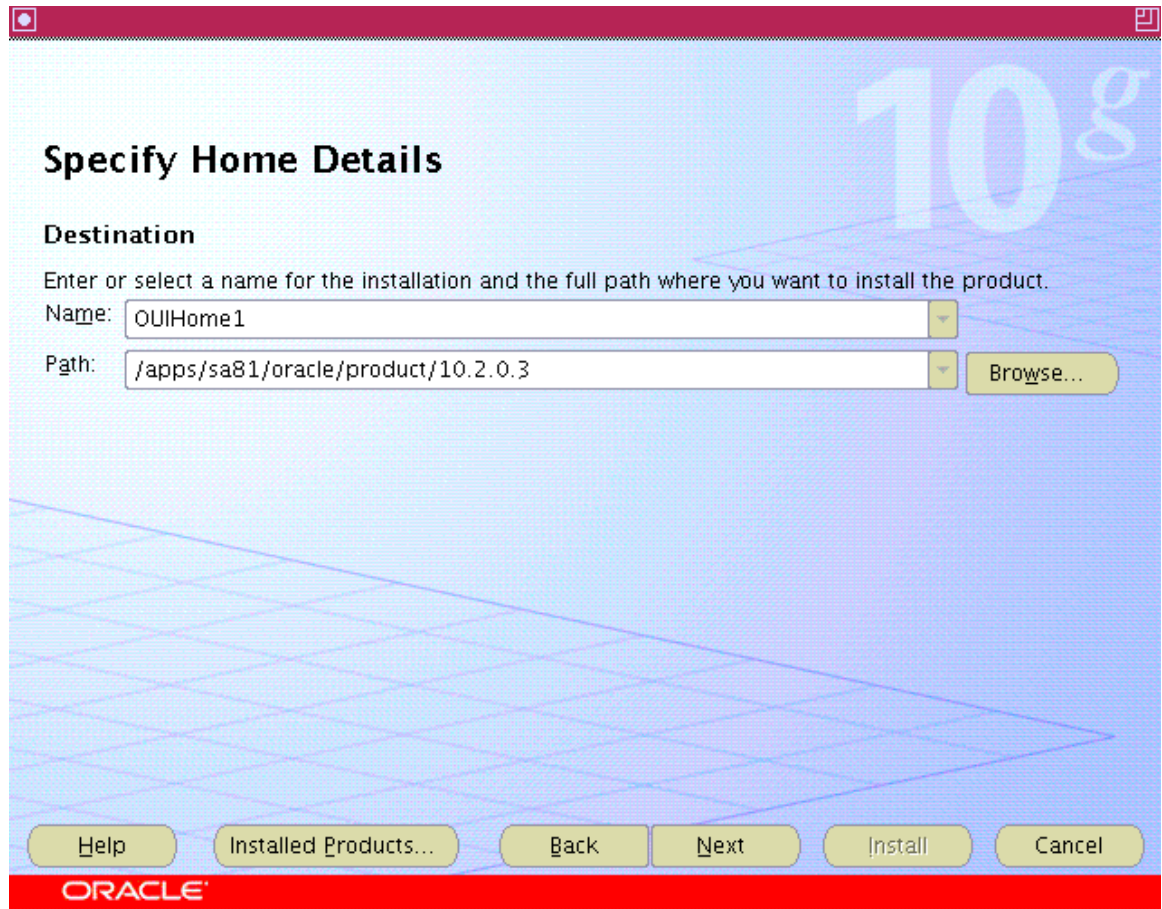 10g
Specify Home Details
Destination
Enter or select a name for the installation and the full path where you want to install the product.
Name: OUIHome1
Path: /apps/sa81/oracle/product/10.2.0.3 Browse...
Help Installed Products... Back Next Install Cancel
ORACLE